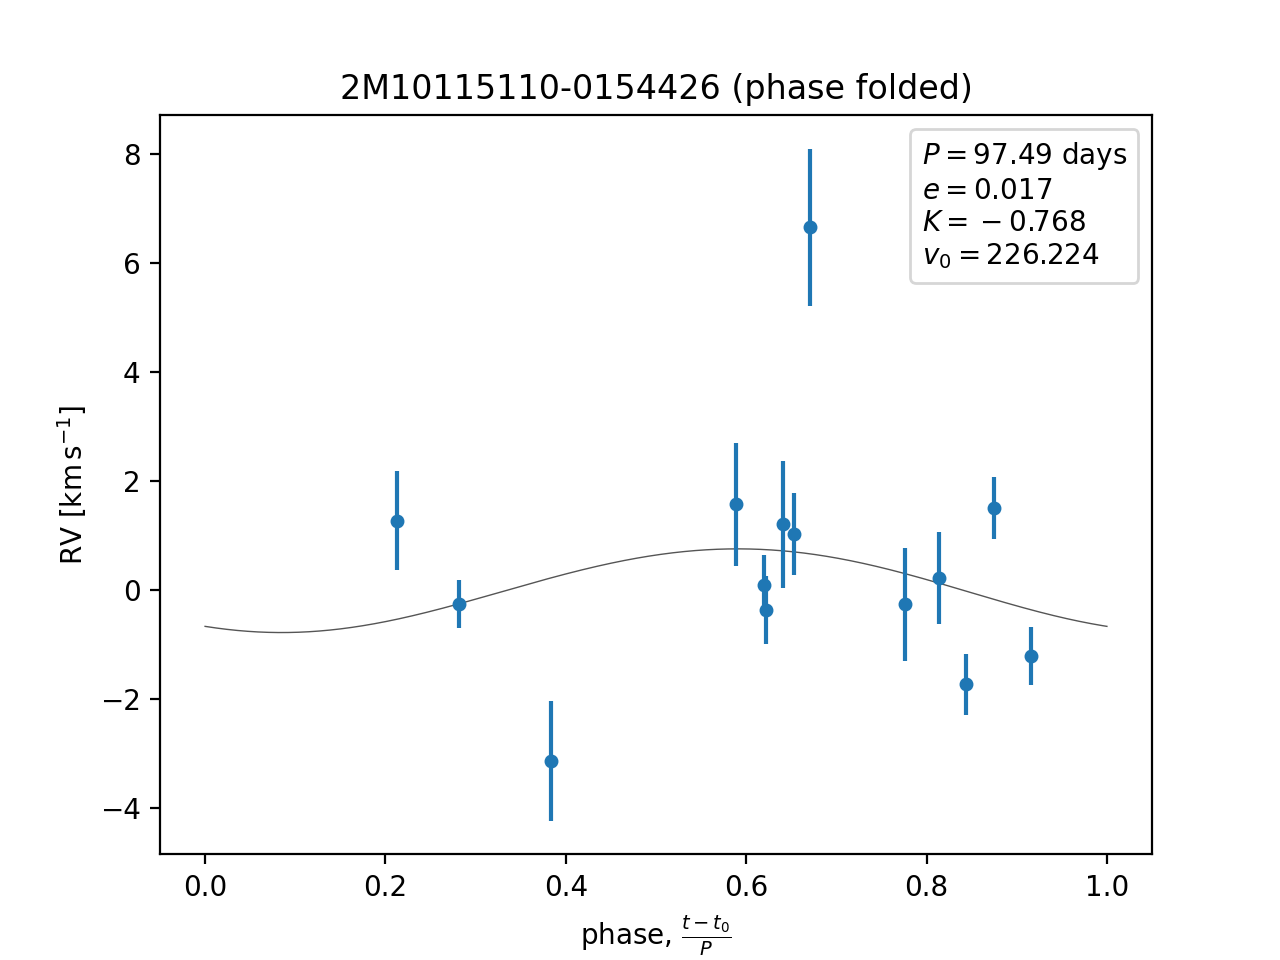 2M10115110-0154426 (phase folded)
P = 97.49 days
e = 0.017
K = −0.768
v₀ = 226.224
RV [km s⁻¹]
8
6
4
2
0
−2
−4
0.0 0.2 0.4 0.6 0.8 1.0
phase, (t − t₀)/P